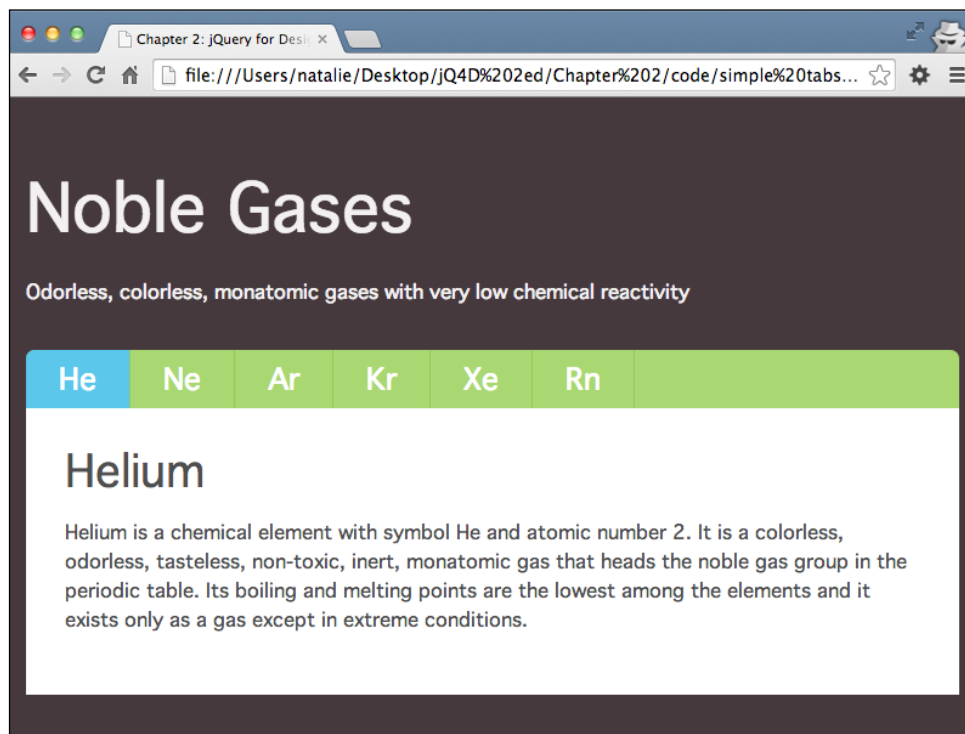 Chapter 2: jQuery for Desi
file:///Users/natalie/Desktop/jQ4D%202ed/Chapter%202/code/simple%20tabs...
Noble Gases
Odorless, colorless, monatomic gases with very low chemical reactivity
He Ne Ar Kr Xe Rn
Helium
Helium is a chemical element with symbol He and atomic number 2. It is a colorless,
odorless, tasteless, non-toxic, inert, monatomic gas that heads the noble gas group in the
periodic table. Its boiling and melting points are the lowest among the elements and it
exists only as a gas except in extreme conditions.